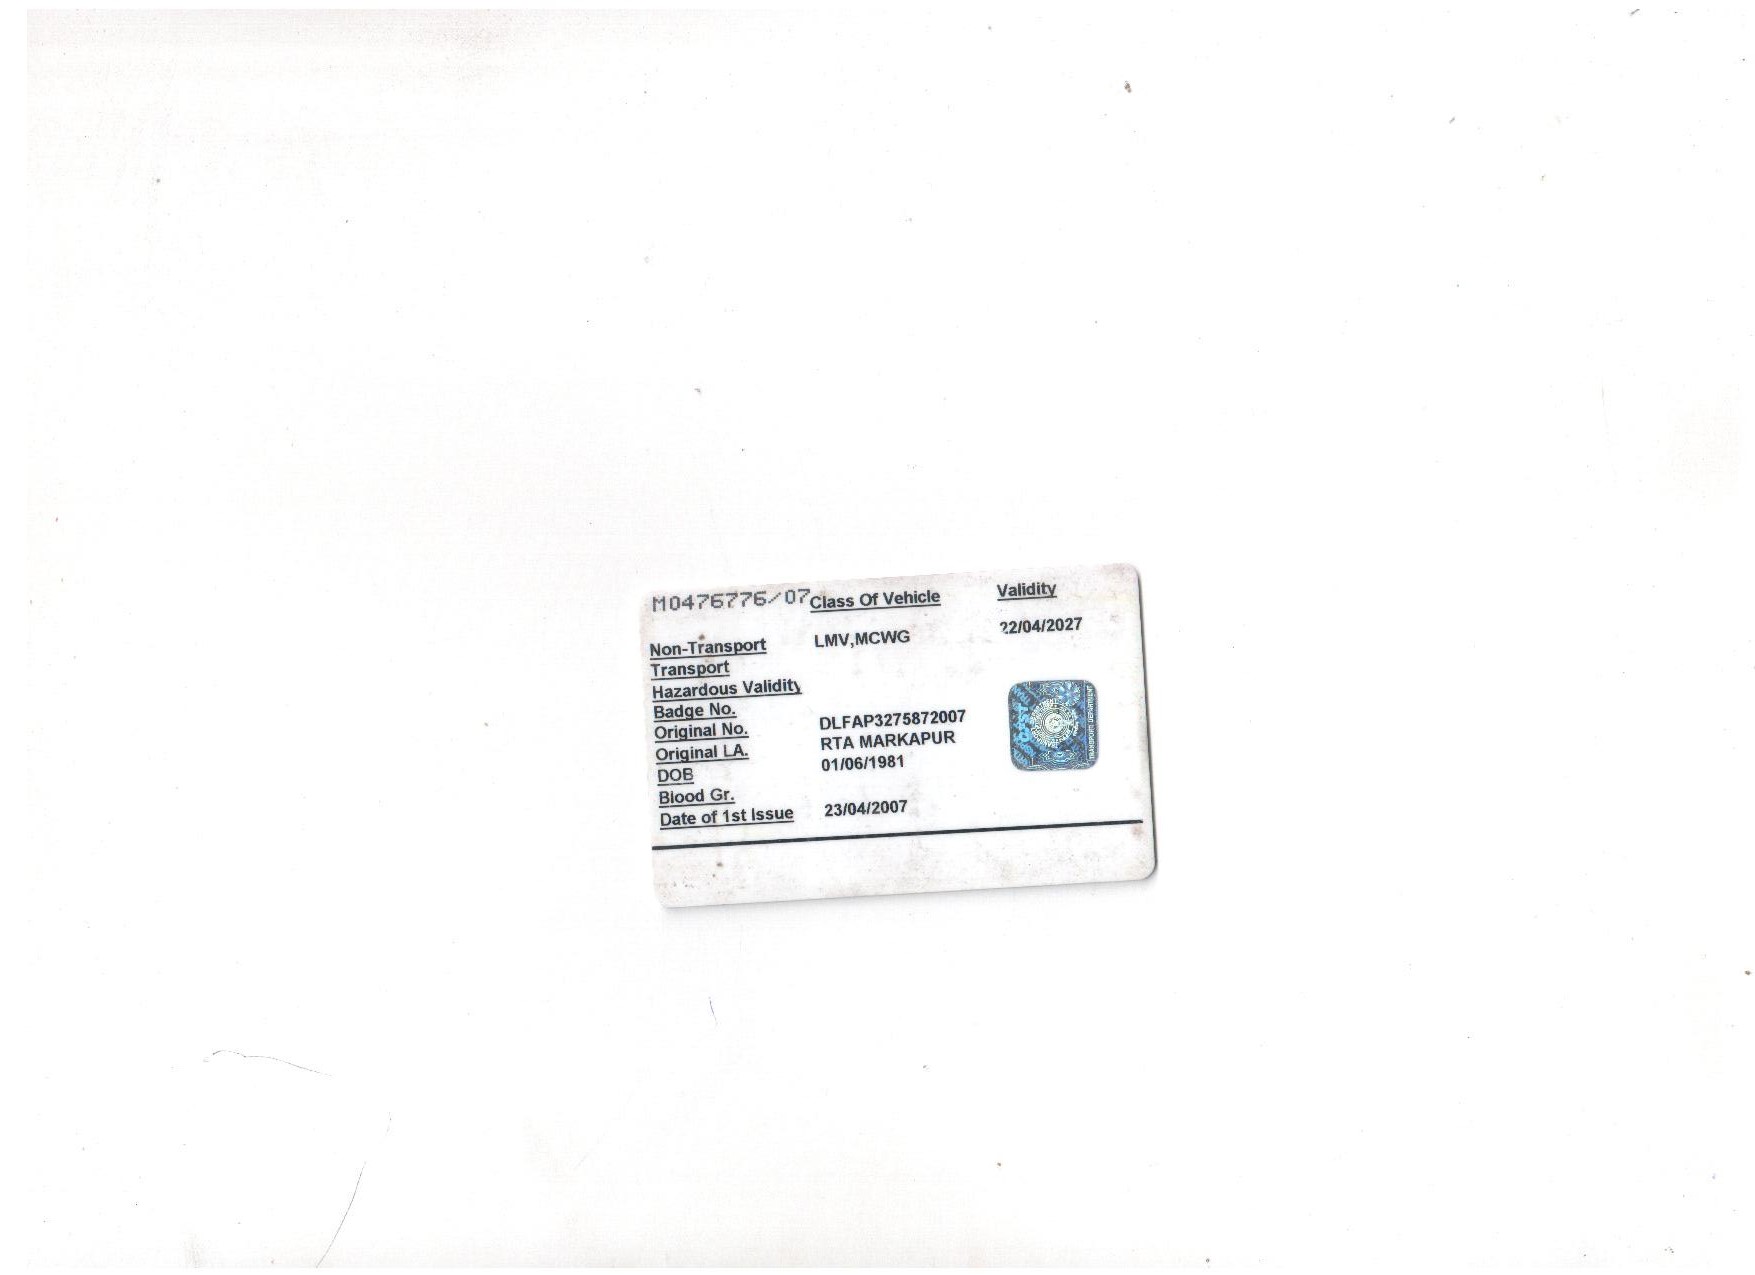 M0476776/07 Class Of Vehicle Validity
Non-Transport LMV,MCWG 22/04/2027
Transport
Hazardous Validity
Badge No.
Original No. DLFAP3275872007
Original LA. RTA MARKAPUR
DOB 01/06/1981
Blood Gr.
Date of 1st Issue 23/04/2007